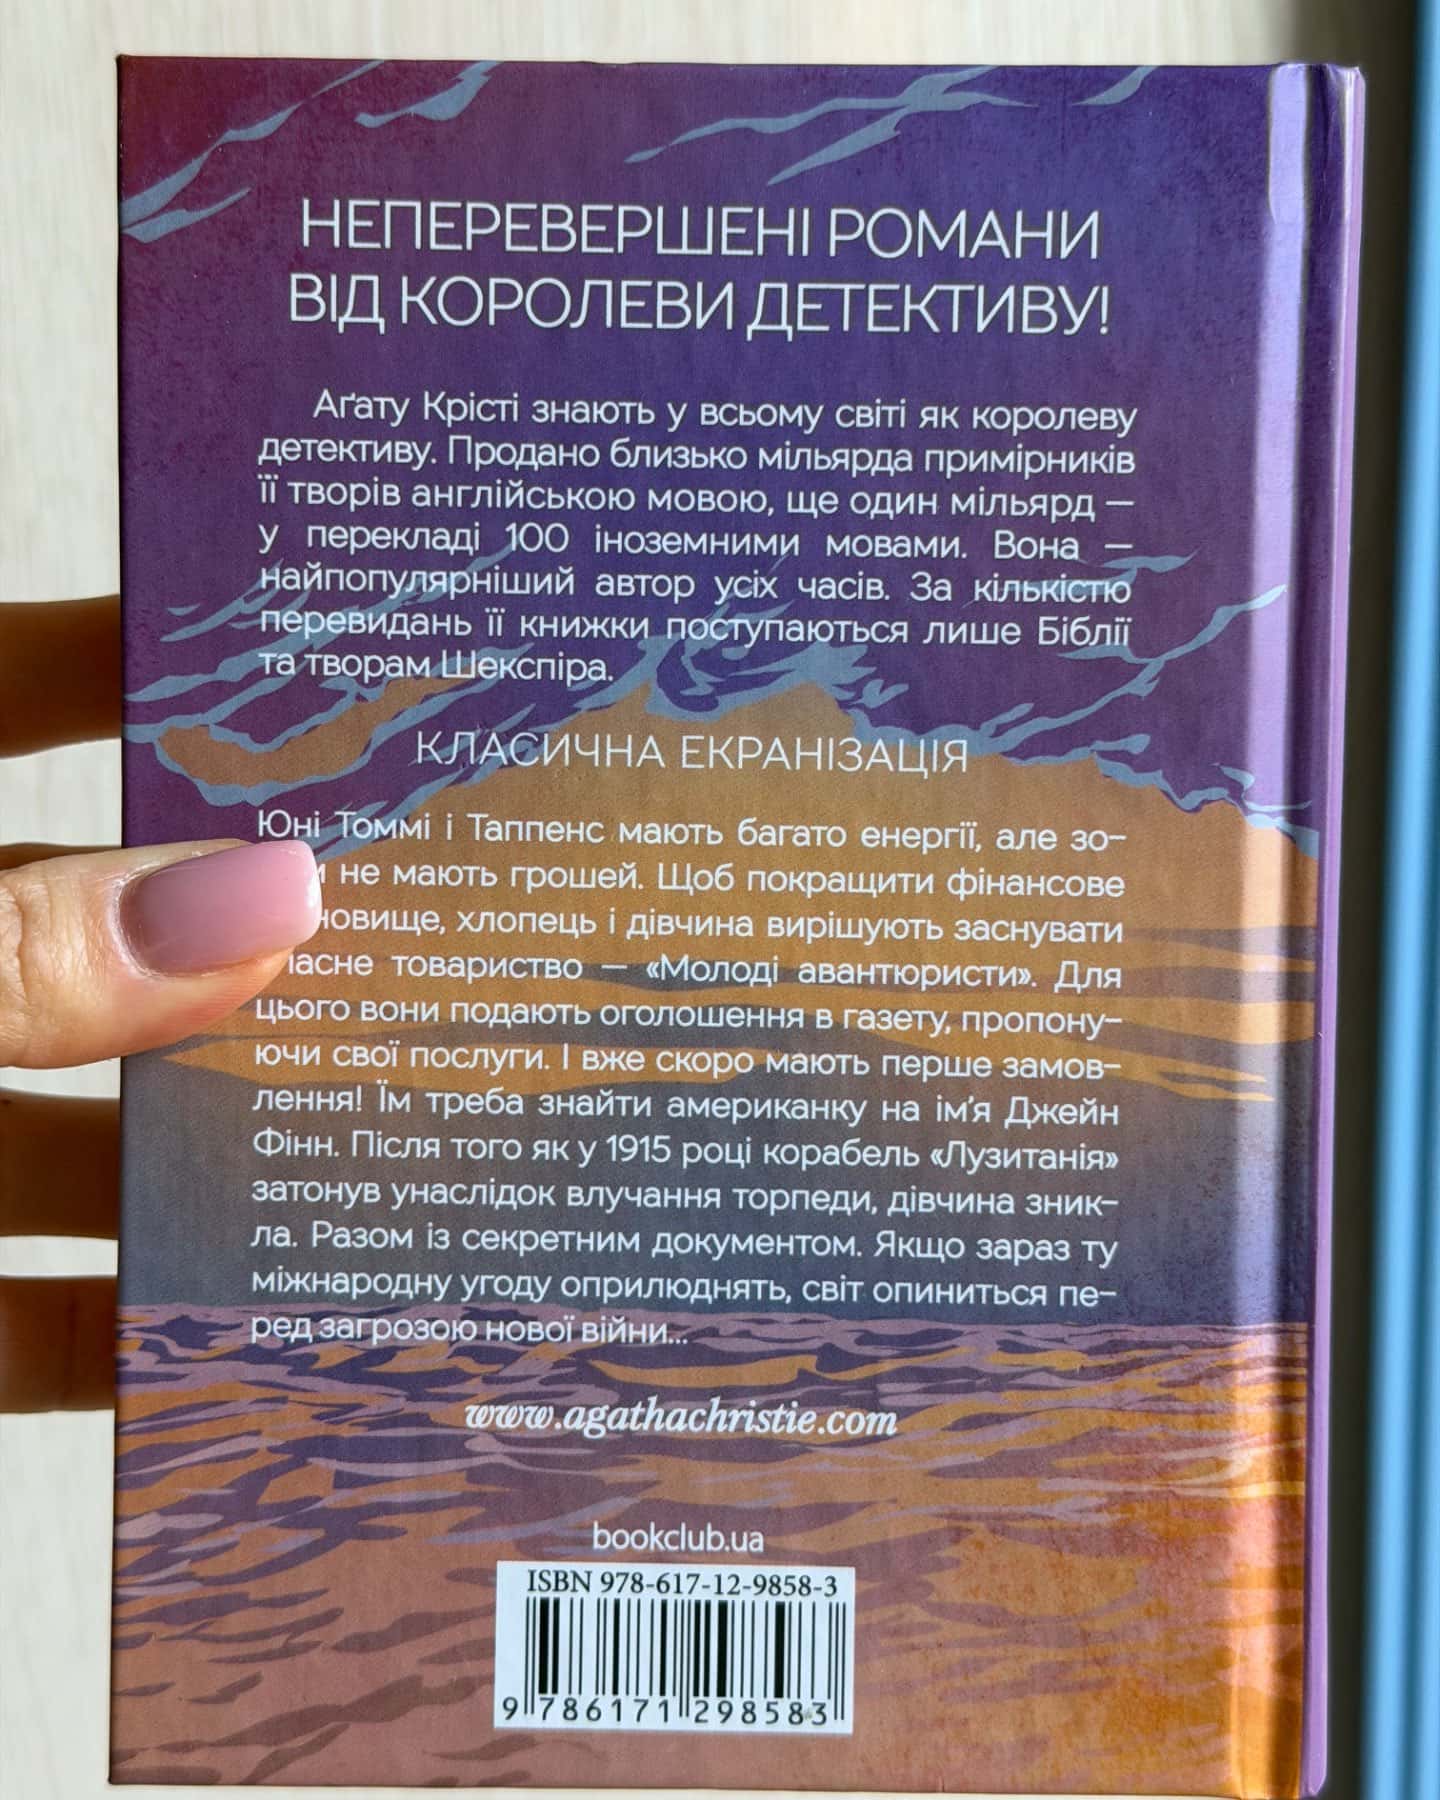 НЕПЕРЕВЕРШЕНІ РОМАНИ
ВІД КОРОЛЕВИ ДЕТЕКТИВУ!
Аґату Крісті знають у всьому світі як королеву
детективу. Продано близько мільярда примірників
її творів англійською мовою, ще один мільярд —
у перекладі 100 іноземними мовами. Вона —
найпопулярніший автор усіх часів. За кількістю
перевидань її книжки поступаються лише Біблії
та творам Шекспіра.
КЛАСИЧНА ЕКРАНІЗАЦІЯ
Юні Томмі і Таппенс мають багато енергії, але зо-
не мають грошей. Щоб покращити фінансове
новище, хлопець і дівчина вирішують заснувати
ласне товариство — «Молоді авантюристи». Для
цього вони подають оголошення в газету, пропону-
ючи свої послуги. І вже скоро мають перше замов-
лення! Їм треба знайти американку на ім'я Джейн
Фінн. Після того як у 1915 році корабель «Лузитанія»
затонув унаслідок влучання торпеди, дівчина зник-
ла. Разом із секретним документом. Якщо зараз ту
міжнародну угоду оприлюднять, світ опиниться пе-
ред загрозою нової війни...
www.agathachristie.com
bookclub.ua
ISBN 978-617-12-9858-3
9 786171 298583